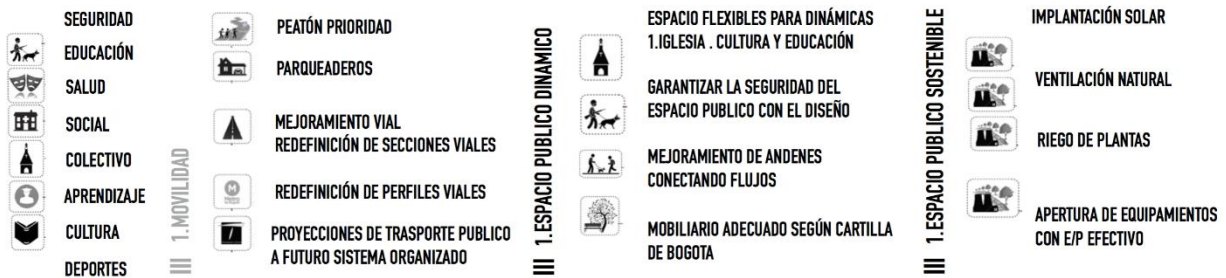 SEGURIDAD
EDUCACIÓN
SALUD
SOCIAL
COLECTIVO
APRENDIZAJE
CULTURA
DEPORTES
III 1.MOVILIDAD
PEATÓN PRIORIDAD
PARQUEADEROS
MEJORAMIENTO VIAL
REDEFINICIÓN DE SECCIONES VIALES
M
REDEFINICIÓN DE PERFILES VIALES
PROYECCIONES DE TRASPORTE PUBLICO
A FUTURO SISTEMA ORGANIZADO
III 1.ESPACIO PUBLICO DINAMICO
ESPACIO FLEXIBLES PARA DINÁMICAS
1.IGLESIA . CULTURA Y EDUCACIÓN
GARANTIZAR LA SEGURIDAD DEL
ESPACIO PUBLICO CON EL DISEÑO
MEJORAMIENTO DE ANDENES
CONECTANDO FLUJOS
MOBILIARIO ADECUADO SEGÚN CARTILLA
DE BOGOTA
III 1.ESPACIO PUBLICO SOSTENIBLE
IMPLANTACIÓN SOLAR
VENTILACIÓN NATURAL
RIEGO DE PLANTAS
APERTURA DE EQUIPAMIENTOS
CON E/P EFECTIVO